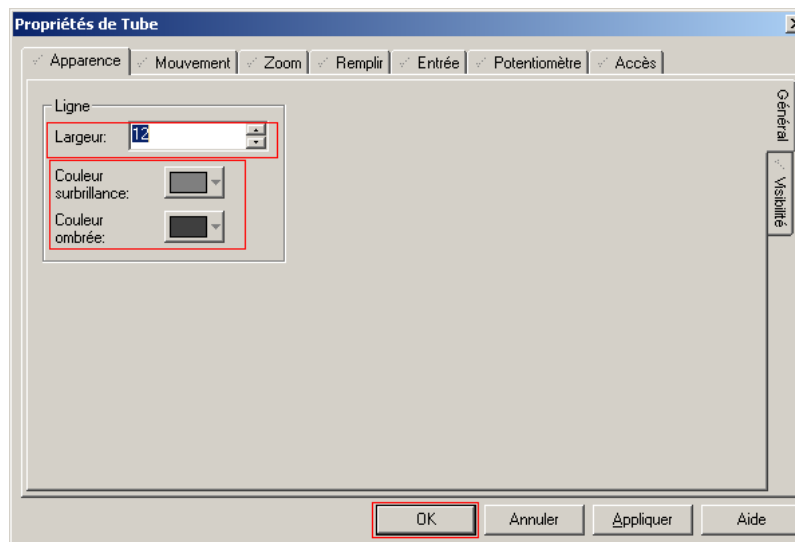 Propriétés de Tube
Apparence Mouvement Zoom Remplir Entrée Potentiomètre Accès
Ligne
Largeur: 12
Couleur
surbrillance:
Couleur
ombrée:
Général
Visibilité
OK Annuler Appliquer Aide